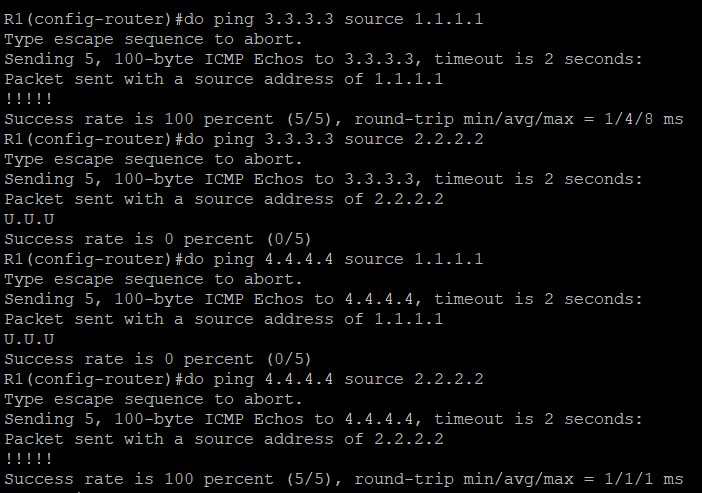 R1(config-router)#do ping 3.3.3.3 source 1.1.1.1
Type escape sequence to abort.
Sending 5, 100-byte ICMP Echos to 3.3.3.3, timeout is 2 seconds:
Packet sent with a source address of 1.1.1.1
!!!!!
Success rate is 100 percent (5/5), round-trip min/avg/max = 1/4/8 ms
R1(config-router)#do ping 3.3.3.3 source 2.2.2.2
Type escape sequence to abort.
Sending 5, 100-byte ICMP Echos to 3.3.3.3, timeout is 2 seconds:
Packet sent with a source address of 2.2.2.2
U.U.U
Success rate is 0 percent (0/5)
R1(config-router)#do ping 4.4.4.4 source 1.1.1.1
Type escape sequence to abort.
Sending 5, 100-byte ICMP Echos to 4.4.4.4, timeout is 2 seconds:
Packet sent with a source address of 1.1.1.1
U.U.U
Success rate is 0 percent (0/5)
R1(config-router)#do ping 4.4.4.4 source 2.2.2.2
Type escape sequence to abort.
Sending 5, 100-byte ICMP Echos to 4.4.4.4, timeout is 2 seconds:
Packet sent with a source address of 2.2.2.2
!!!!!
Success rate is 100 percent (5/5), round-trip min/avg/max = 1/1/1 ms